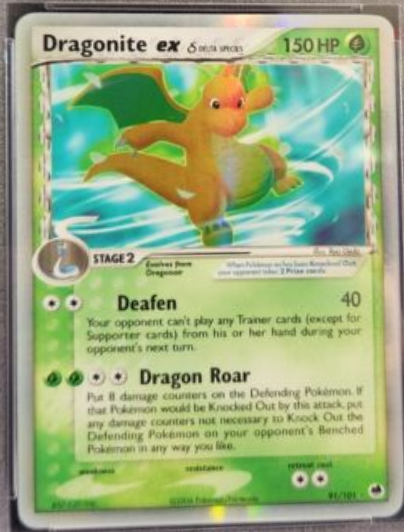 Dragonite ex δ DELTA SPECIES 150 HP
STAGE 2 Evolves from Dragonair
When Pokémon-ex has been Knocked Out, your opponent takes 2 Prize cards.
Deafen 40
Your opponent can't play any Trainer cards (except for
Supporter cards) from his or her hand during your
opponent's next turn.
Dragon Roar
Put 8 damage counters on the Defending Pokémon. If
that Pokémon would be Knocked Out by this attack, put
any damage counters not necessary to Knock Out the
Defending Pokémon on your opponent's Benched
Pokémon in any way you like.
weakness resistance retreat cost
©2006 Pokémon/Nintendo 91/101